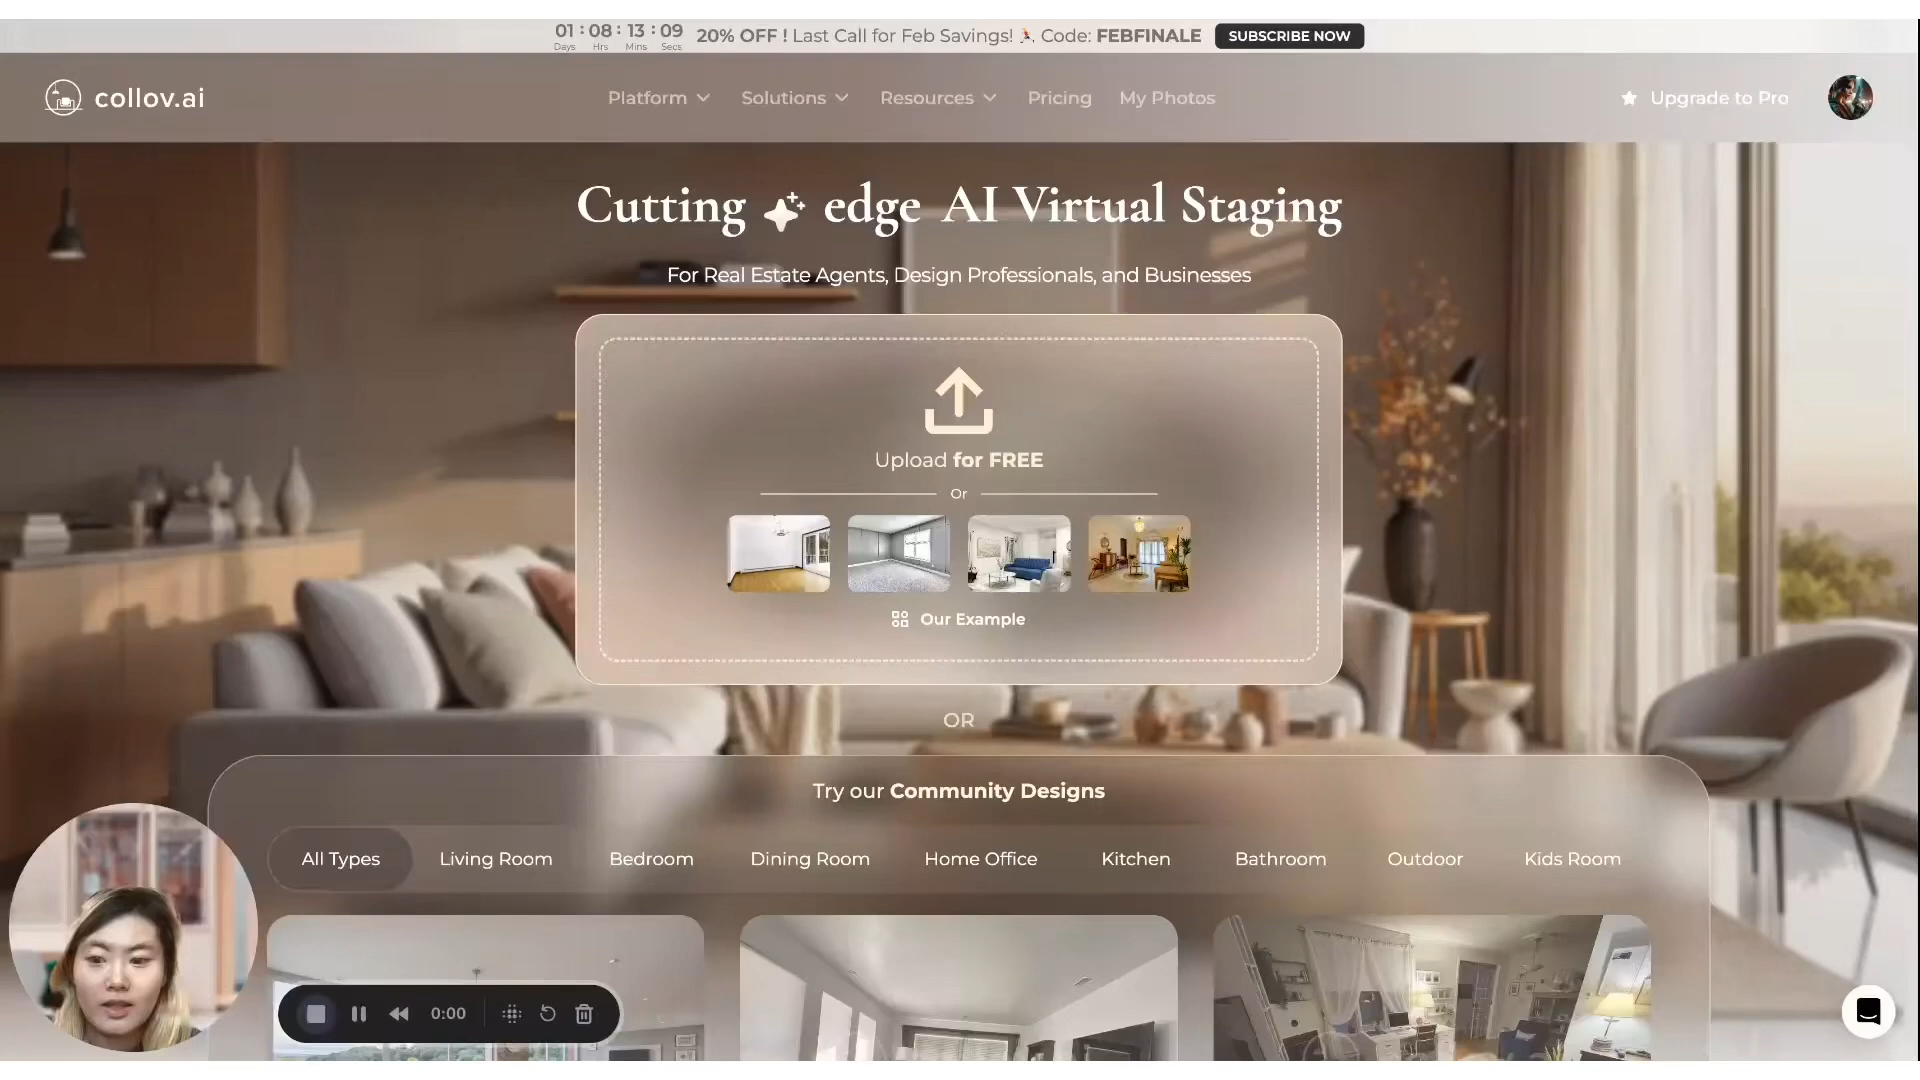 01 : 08 : 13 : 09
Days Hrs Mins Secs
20% OFF ! Last Call for Feb Savings! Code: FEBFINALE
SUBSCRIBE NOW
collov.ai
Platform
Solutions
Resources
Pricing
My Photos
Upgrade to Pro
Cutting edge AI Virtual Staging
For Real Estate Agents, Design Professionals, and Businesses
Upload for FREE
Or
Our Example
OR
Try our Community Designs
All Types
Living Room
Bedroom
Dining Room
Home Office
Kitchen
Bathroom
Outdoor
Kids Room
0:00